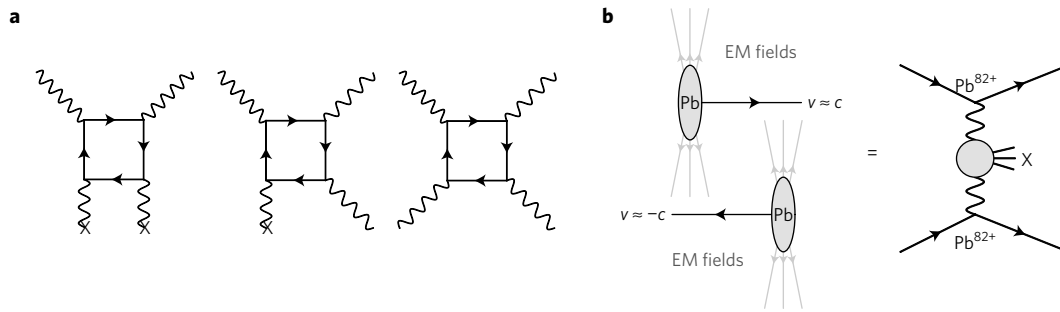 a
X X
X
b
EM fields
Pb
v ≈ c
v ≈ −c
Pb
EM fields
=
Pb82+
X
Pb82+